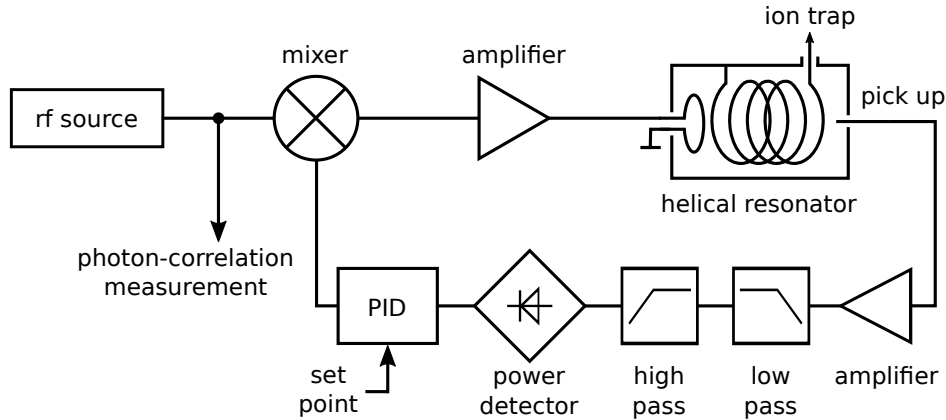 ion trap
mixer
amplifier
pick up
rf source
helical resonator
photon-correlation
measurement
PID
set
point
power
detector
high
pass
low
pass
amplifier